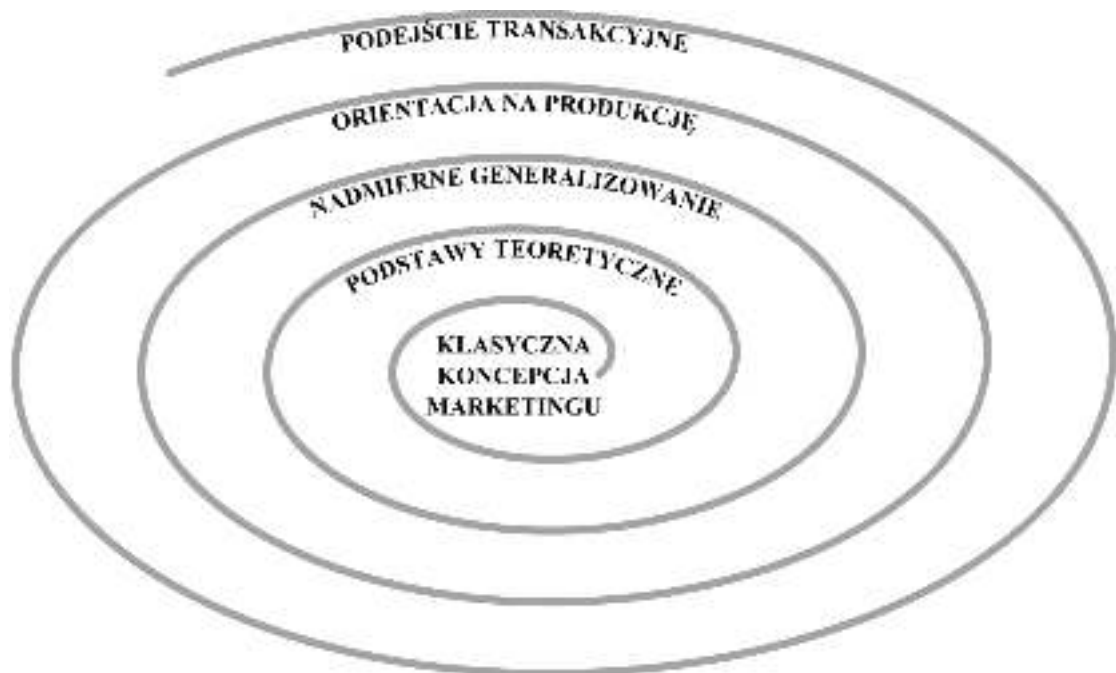 PODEJŚCIE TRANSAKCYJNE
ORIENTACJA NA PRODUKCJĘ
NADMIERNE GENERALIZOWANIE
PODSTAWY TEORETYCZNE
KLASYCZNA
KONCEPCJA
MARKETINGU